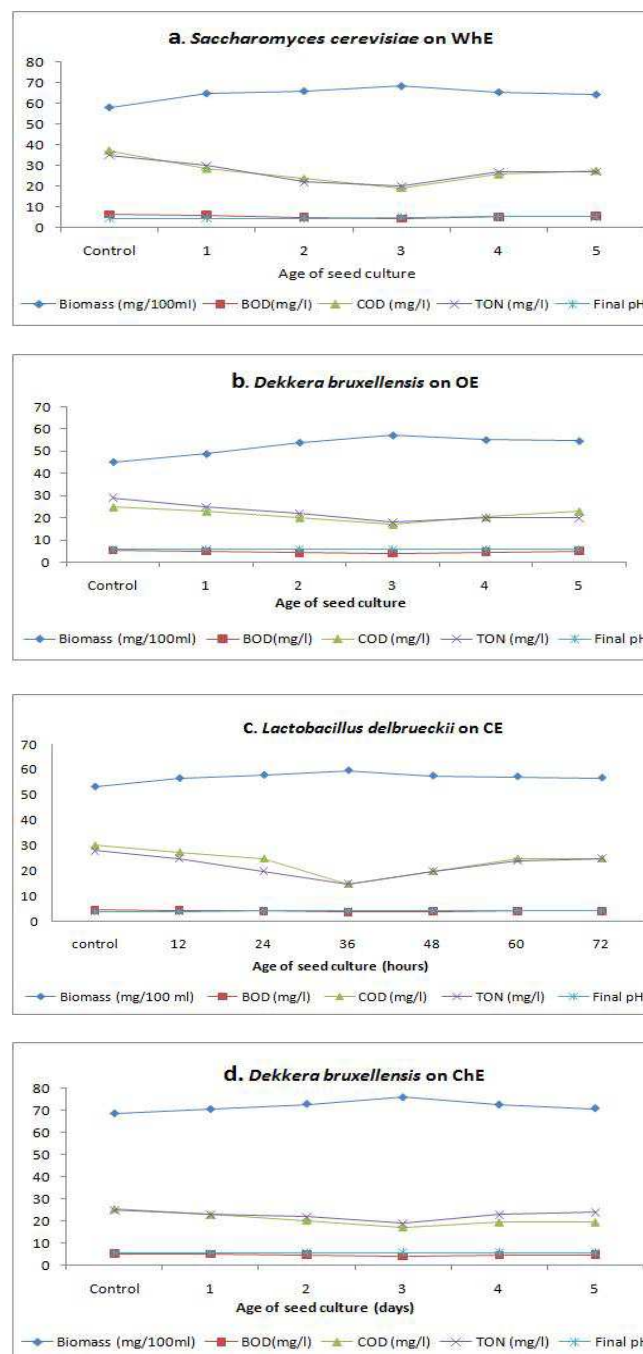 a. Saccharomyces cerevisiae on WhE
80
70
60
50
40
30
20
10
0
Control 1 2 3 4 5
Age of seed culture
Biomass (mg/100ml) BOD(mg/l) COD (mg/l) TON (mg/l) Final pH
b. Dekkera bruxellensis on OE
70
60
50
40
30
20
10
0
Control 1 2 3 4 5
Age of seed culture
Biomass (mg/100ml) BOD(mg/l) COD (mg/l) TON (mg/l) Final pH
c. Lactobacillus delbrueckii on CE
70
60
50
40
30
20
10
0
control 12 24 36 48 60 72
Age of seed culture (hours)
Biomass (mg/100 ml) BOD (mg/l) COD (mg/l) TON (mg/l) Final pH
d. Dekkera bruxellensis on ChE
80
70
60
50
40
30
20
10
0
Control 1 2 3 4 5
Age of seed culture (days)
Biomass (mg/100ml) BOD(mg/l) COD (mg/l) TON (mg/l) Final pH